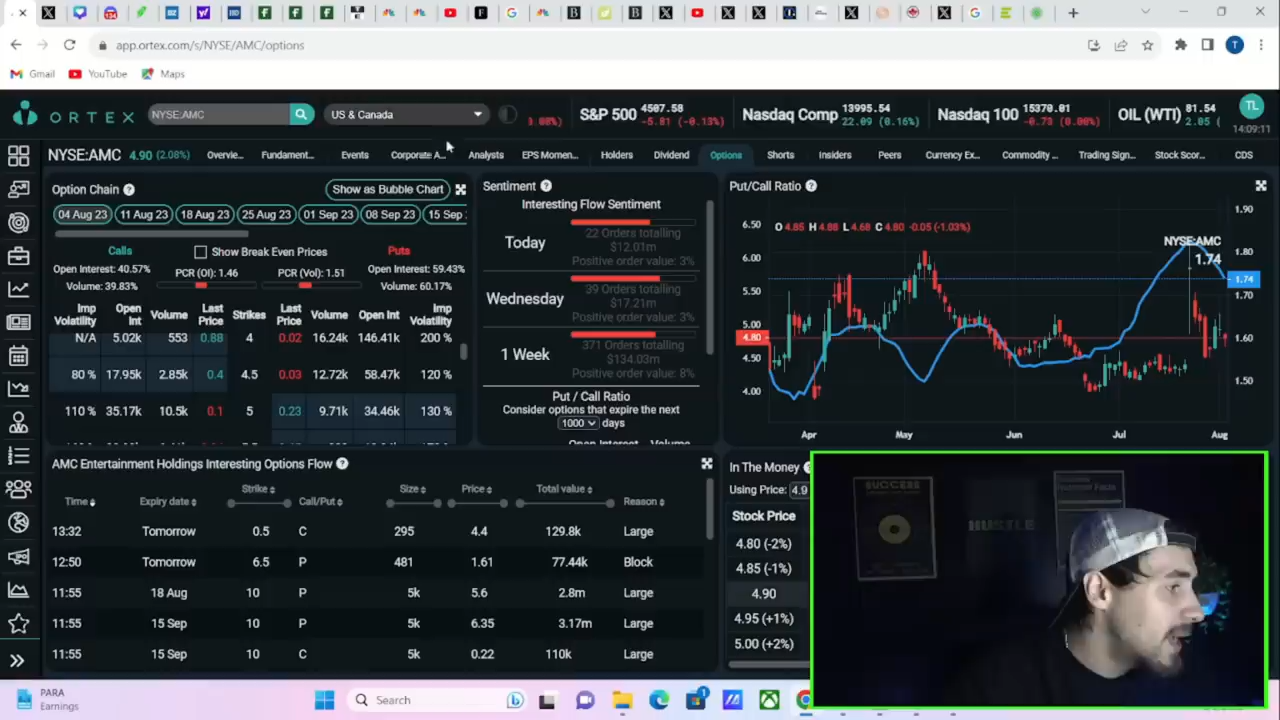 134
app.ortex.com/s/NYSE/AMC/options
Gmail YouTube Maps
ORTEX NYSE:AMC US & Canada S&P 500 4507.58 -5.81 (-0.13%) Nasdaq Comp 13995.54 22.09 (0.16%) Nasdaq 100 15370.01 OIL (WTI) 81.54 2.05 ( TL 14:09:11
NYSE:AMC 4.90 (2.08%) Overvie... Fundament... Events Corporate A... Analysts EPS Momen... Holders Dividend Options Shorts Insiders Peers Currency Ex... Commodity ... Trading Sign... Stock Scor... CDS
Option Chain Show as Bubble Chart
04 Aug 23 11 Aug 23 18 Aug 23 25 Aug 23 01 Sep 23 08 Sep 23 15 Sep
Calls Show Break Even Prices Puts
Open Interest: 40.57% PCR (OI): 1.46 PCR (Vol): 1.51 Open Interest: 59.43%
Volume: 39.83% Volume: 60.17%
Imp Volatility Open Int Volume Last Price Strikes Last Price Volume Open Int Imp Volatility
N/A 5.02k 553 0.88 4 0.02 16.24k 146.41k 200 %
80 % 17.95k 2.85k 0.4 4.5 0.03 12.72k 58.47k 120 %
110 % 35.17k 10.5k 0.1 5 0.23 9.71k 34.46k 130 %
Sentiment
Interesting Flow Sentiment
Today 22 Orders totalling
$12.01m
Positive order value: 3%
Wednesday 39 Orders totalling
$17.21m
Positive order value: 3%
1 Week 371 Orders totalling
$134.03m
Positive order value: 8%
Put / Call Ratio
Consider options that expire the next
1000 days
Open Interest Volume
Put/Call Ratio
O 4.85 H 4.88 L 4.68 C 4.80 -0.05 (-1.03%)
NYSE:AMC
1.74
6.50
6.00
5.50
5.00
4.80
4.50
4.00
1.90
1.80
1.74
1.70
1.60
1.50
Apr May Jun Jul Aug
AMC Entertainment Holdings Interesting Options Flow
Time Expiry date Strike Call/Put Size Price Total value Reason
13:32 Tomorrow 0.5 C 295 4.4 129.8k Large
12:50 Tomorrow 6.5 P 481 1.61 77.44k Block
11:55 18 Aug 10 P 5k 5.6 2.8m Large
11:55 15 Sep 10 P 5k 6.35 3.17m Large
11:55 15 Sep 10 C 5k 0.22 110k Large
In The Money
Using Price: 4.9
Stock Price
4.80 (-2%)
4.85 (-1%)
4.90
4.95 (+1%)
5.00 (+2%)
SUCCESS
HUSTLE
PARA
Earnings
Search